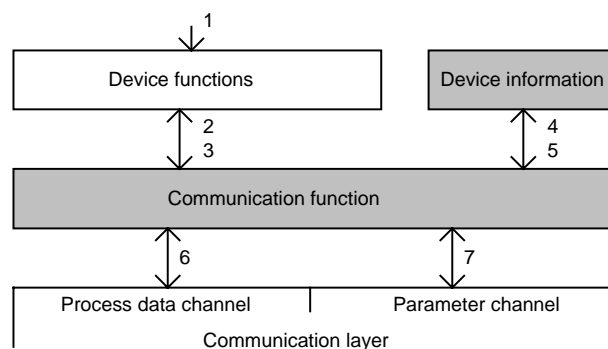 1
Device functions
Device information
2
3
4
5
Communication function
6
7
Process data channel
Parameter channel
Communication layer